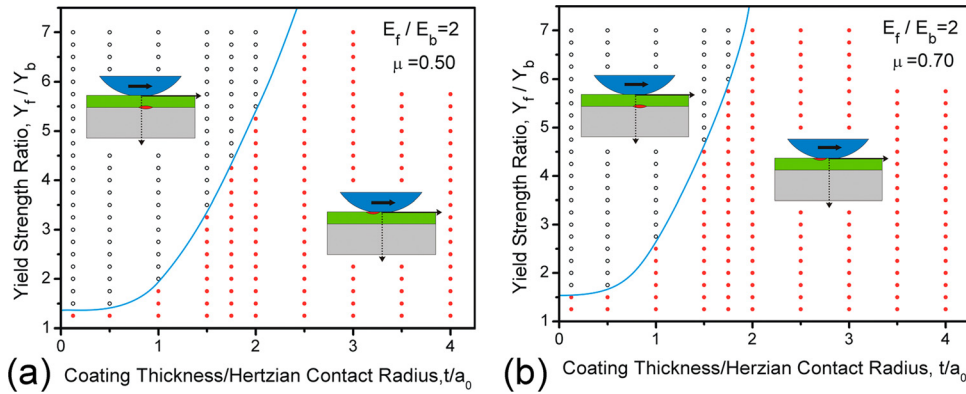 E_f / E_b=2
μ =0.50
Yield Strength Ratio, Y_f / Y_b
7
6
5
4
3
2
1
0 1 2 3 4
(a) Coating Thickness/Hertzian Contact Radius,t/a_0
E_f / E_b=2
μ =0.70
Yield Strength Ratio, Y_f / Y_b
7
6
5
4
3
2
1
0 1 2 3 4
(b) Coating Thickness/Herzian Contact Radius, t/a_0